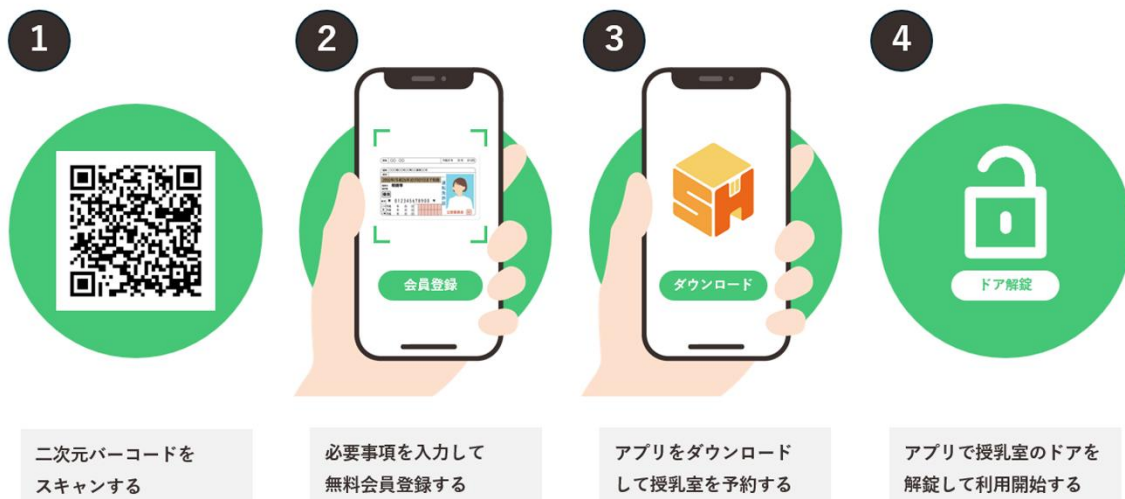 1
二次元バーコードを
スキャンする
2
会員登録
必要事項を入力して
無料会員登録する
3
SH
ダウンロード
アプリをダウンロード
して授乳室を予約する
4
ドア解錠
アプリで授乳室のドアを
解錠して利用開始する